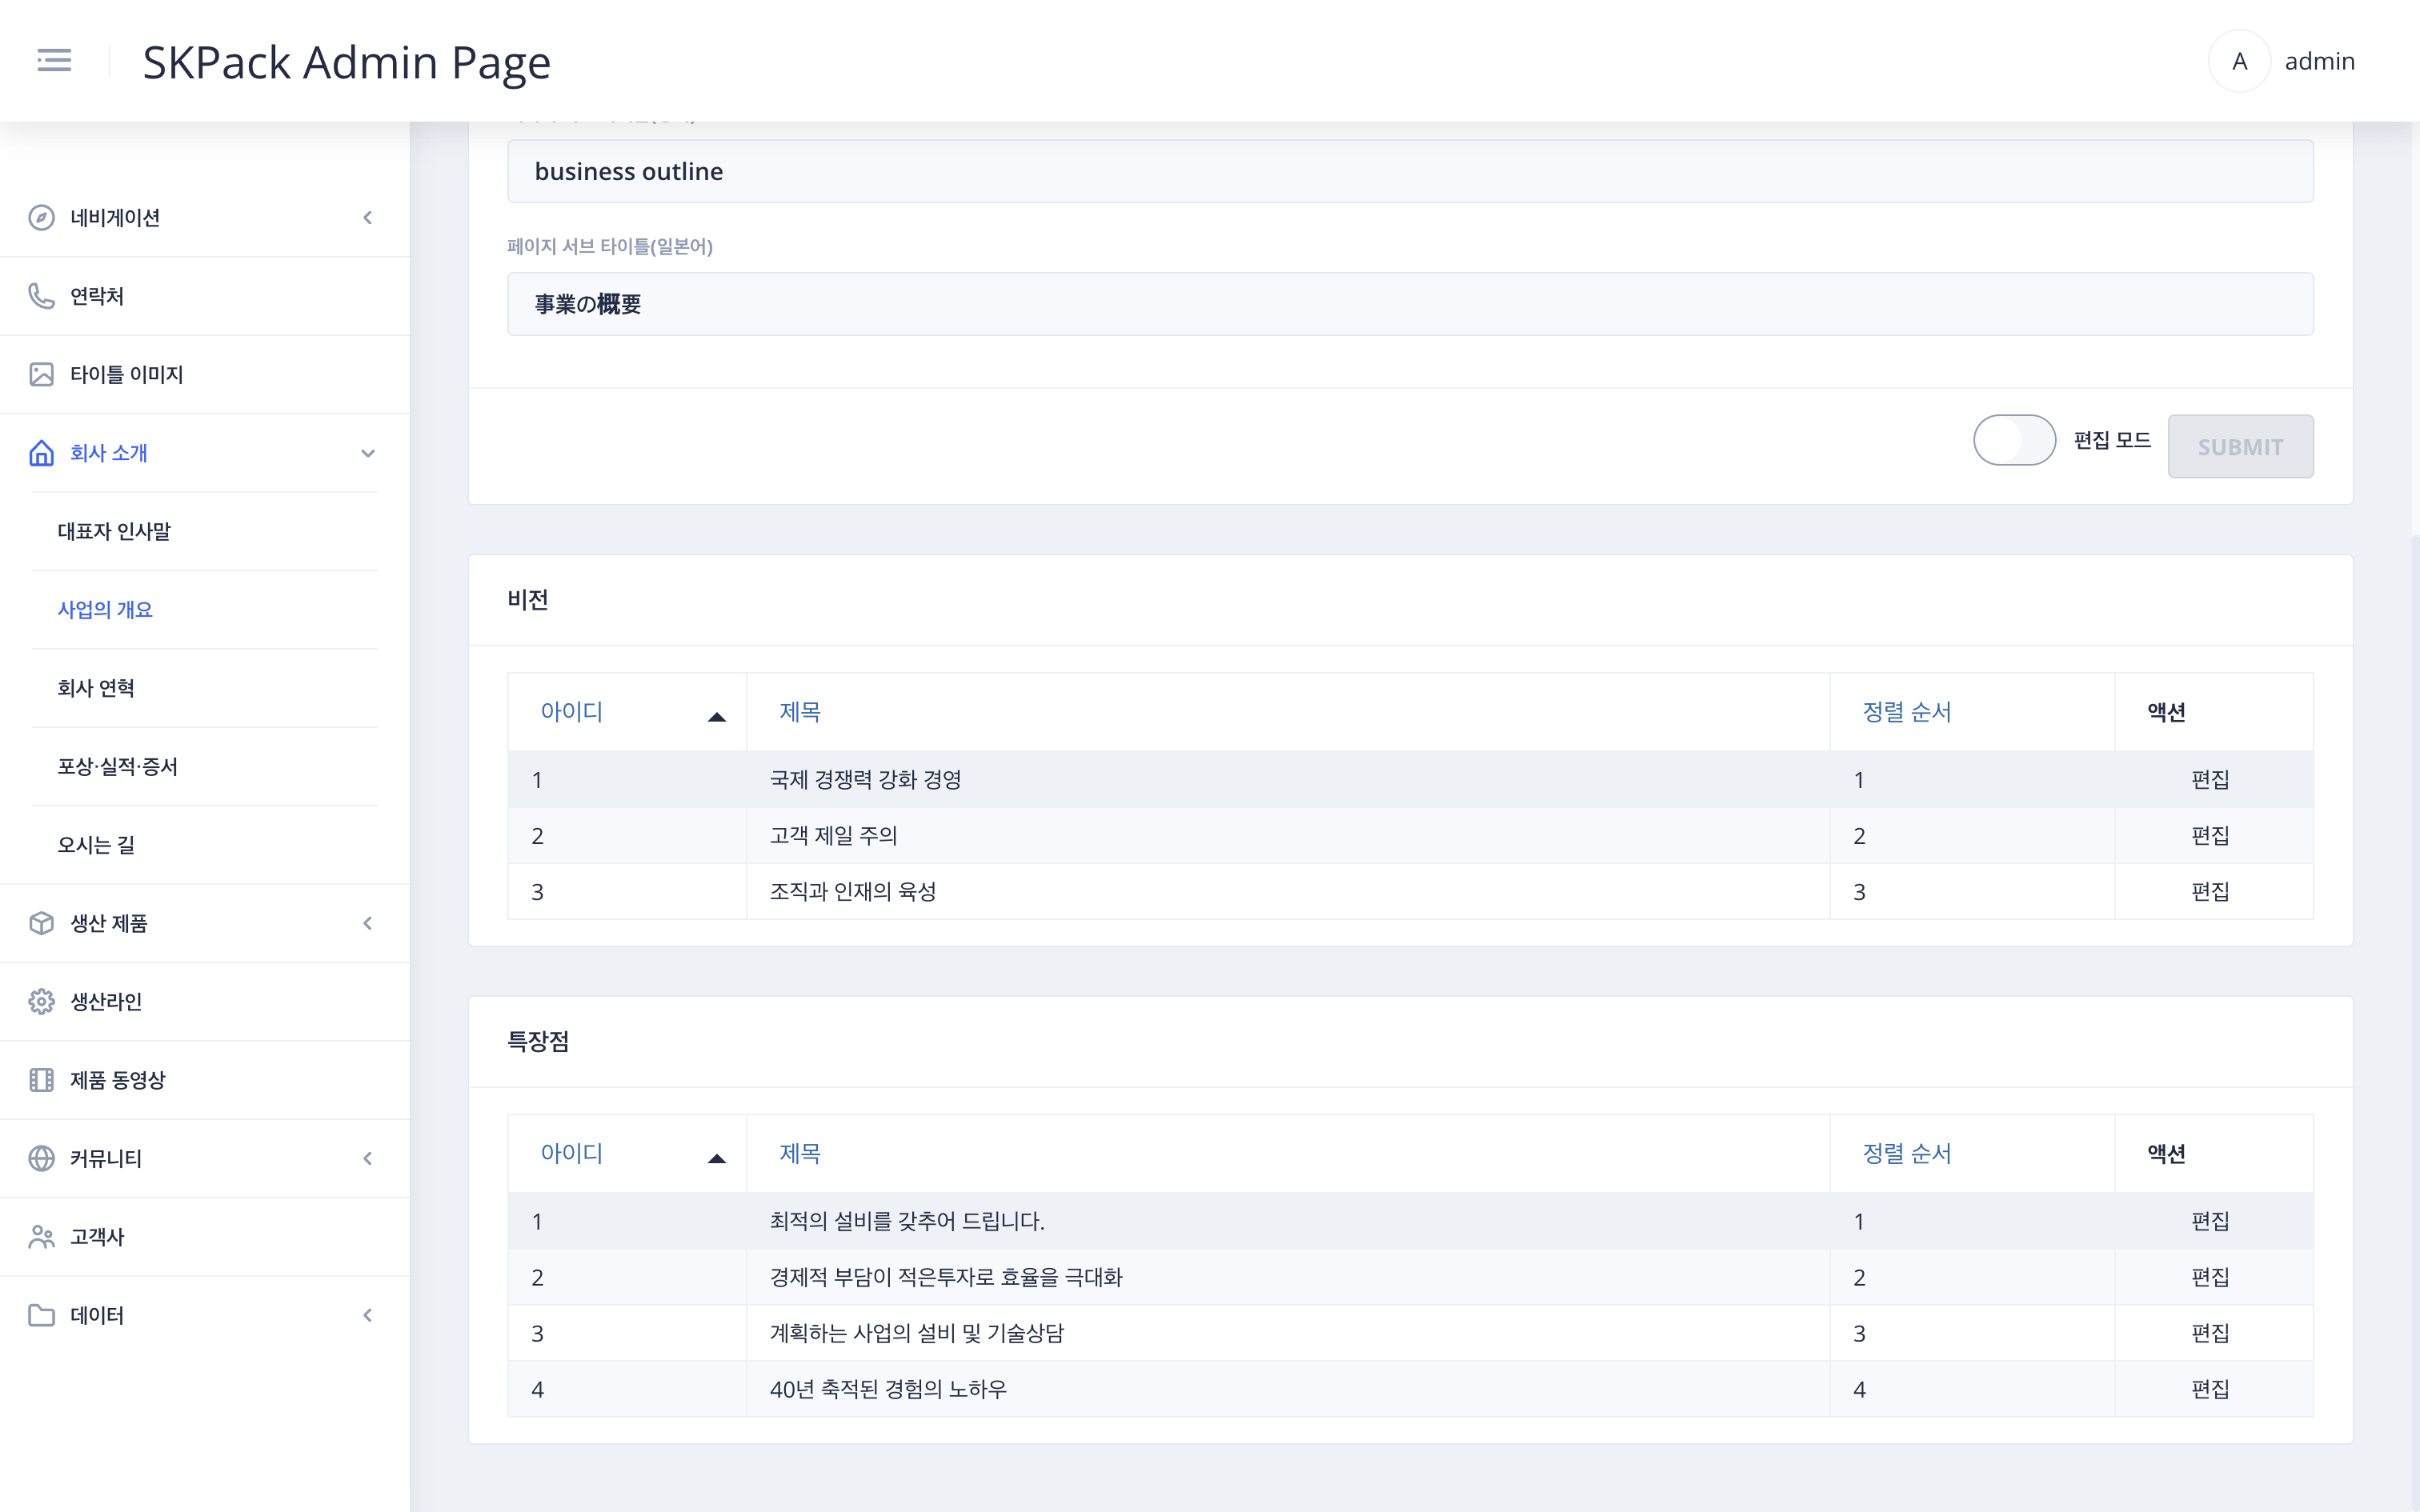 SKPack Admin Page
A admin
네비게이션
연락처
타이틀 이미지
회사 소개
대표자 인사말
사업의 개요
회사 연혁
포상·실적·증서
오시는 길
생산 제품
생산라인
제품 동영상
커뮤니티
고객사
데이터
business outline
페이지 서브 타이틀(일본어)
事業の概要
편집 모드 SUBMIT
비전
아이디 제목 정렬 순서 액션
1 국제 경쟁력 강화 경영 1 편집
2 고객 제일 주의 2 편집
3 조직과 인재의 육성 3 편집
특장점
아이디 제목 정렬 순서 액션
1 최적의 설비를 갖추어 드립니다. 1 편집
2 경제적 부담이 적은투자로 효율을 극대화 2 편집
3 계획하는 사업의 설비 및 기술상담 3 편집
4 40년 축적된 경험의 노하우 4 편집